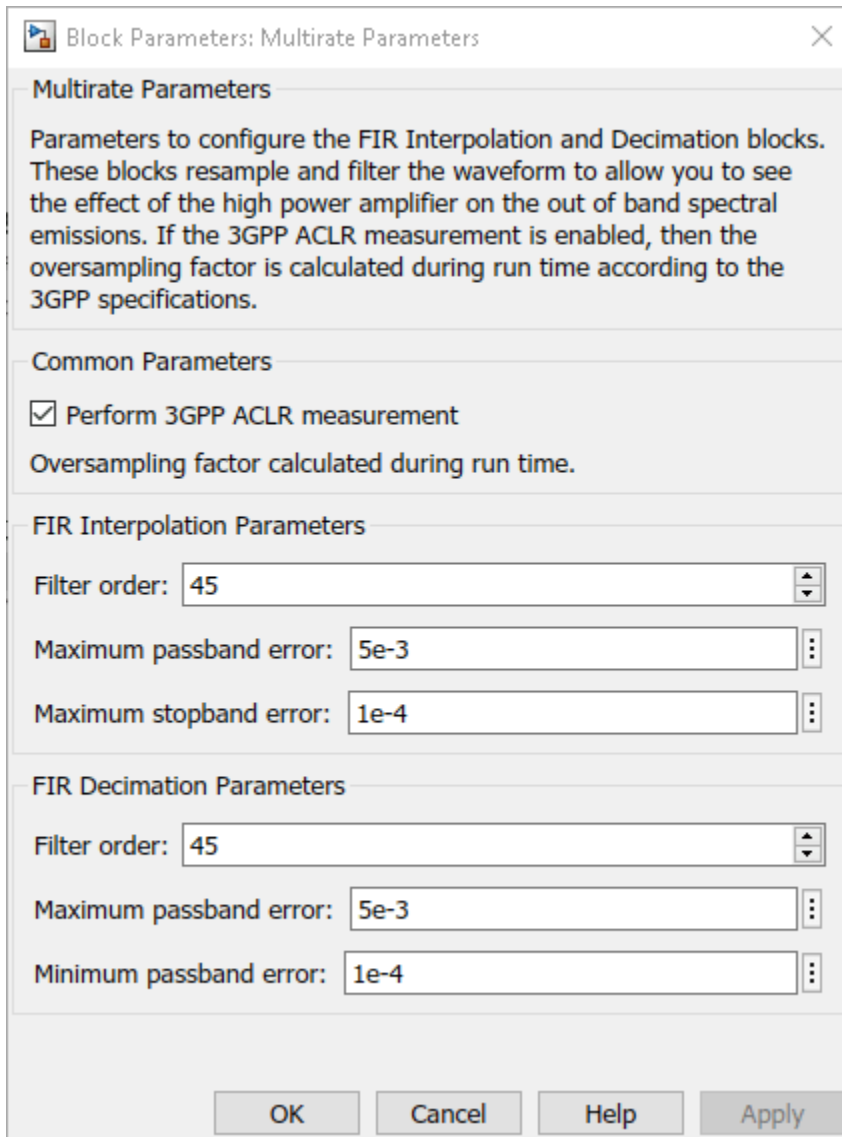 Block Parameters: Multirate Parameters
Multirate Parameters
Parameters to configure the FIR Interpolation and Decimation blocks.
These blocks resample and filter the waveform to allow you to see
the effect of the high power amplifier on the out of band spectral
emissions. If the 3GPP ACLR measurement is enabled, then the
oversampling factor is calculated during run time according to the
3GPP specifications.
Common Parameters
Perform 3GPP ACLR measurement
Oversampling factor calculated during run time.
FIR Interpolation Parameters
Filter order: 45
Maximum passband error: 5e-3
Maximum stopband error: 1e-4
FIR Decimation Parameters
Filter order: 45
Maximum passband error: 5e-3
Minimum passband error: 1e-4
OK Cancel Help Apply